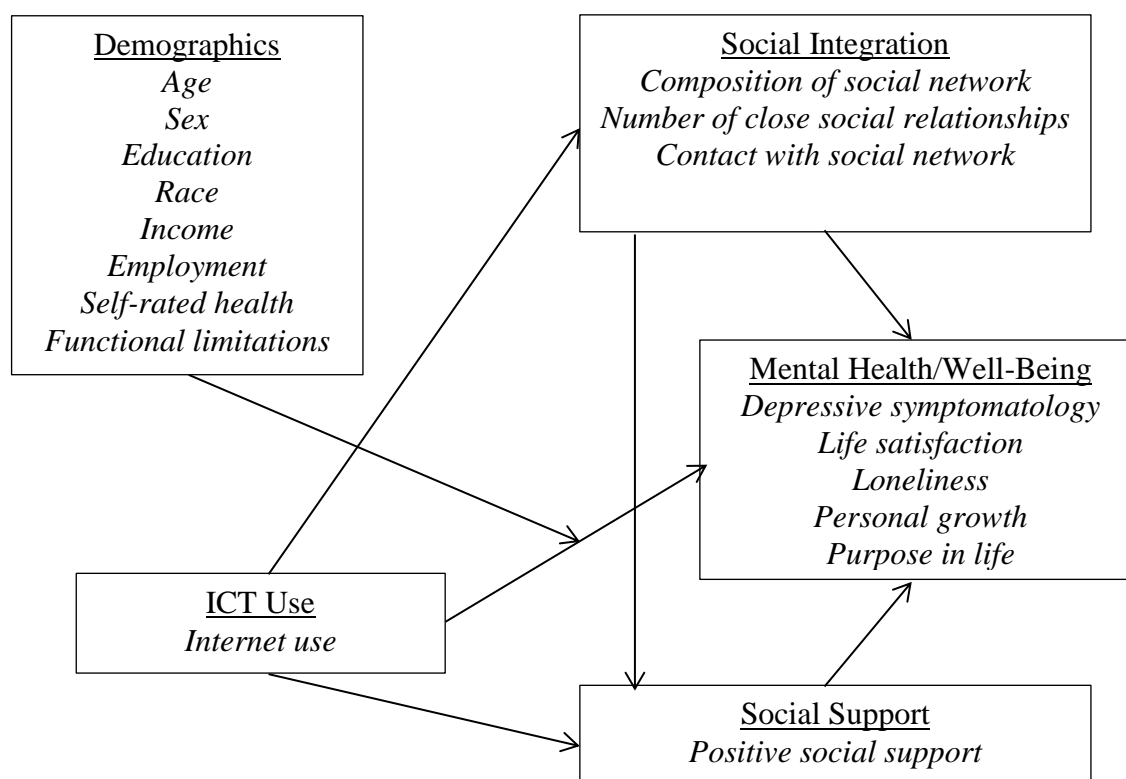 Demographics
Age
Sex
Education
Race
Income
Employment
Self-rated health
Functional limitations
Social Integration
Composition of social network
Number of close social relationships
Contact with social network
Mental Health/Well-Being
Depressive symptomatology
Life satisfaction
Loneliness
Personal growth
Purpose in life
ICT Use
Internet use
Social Support
Positive social support